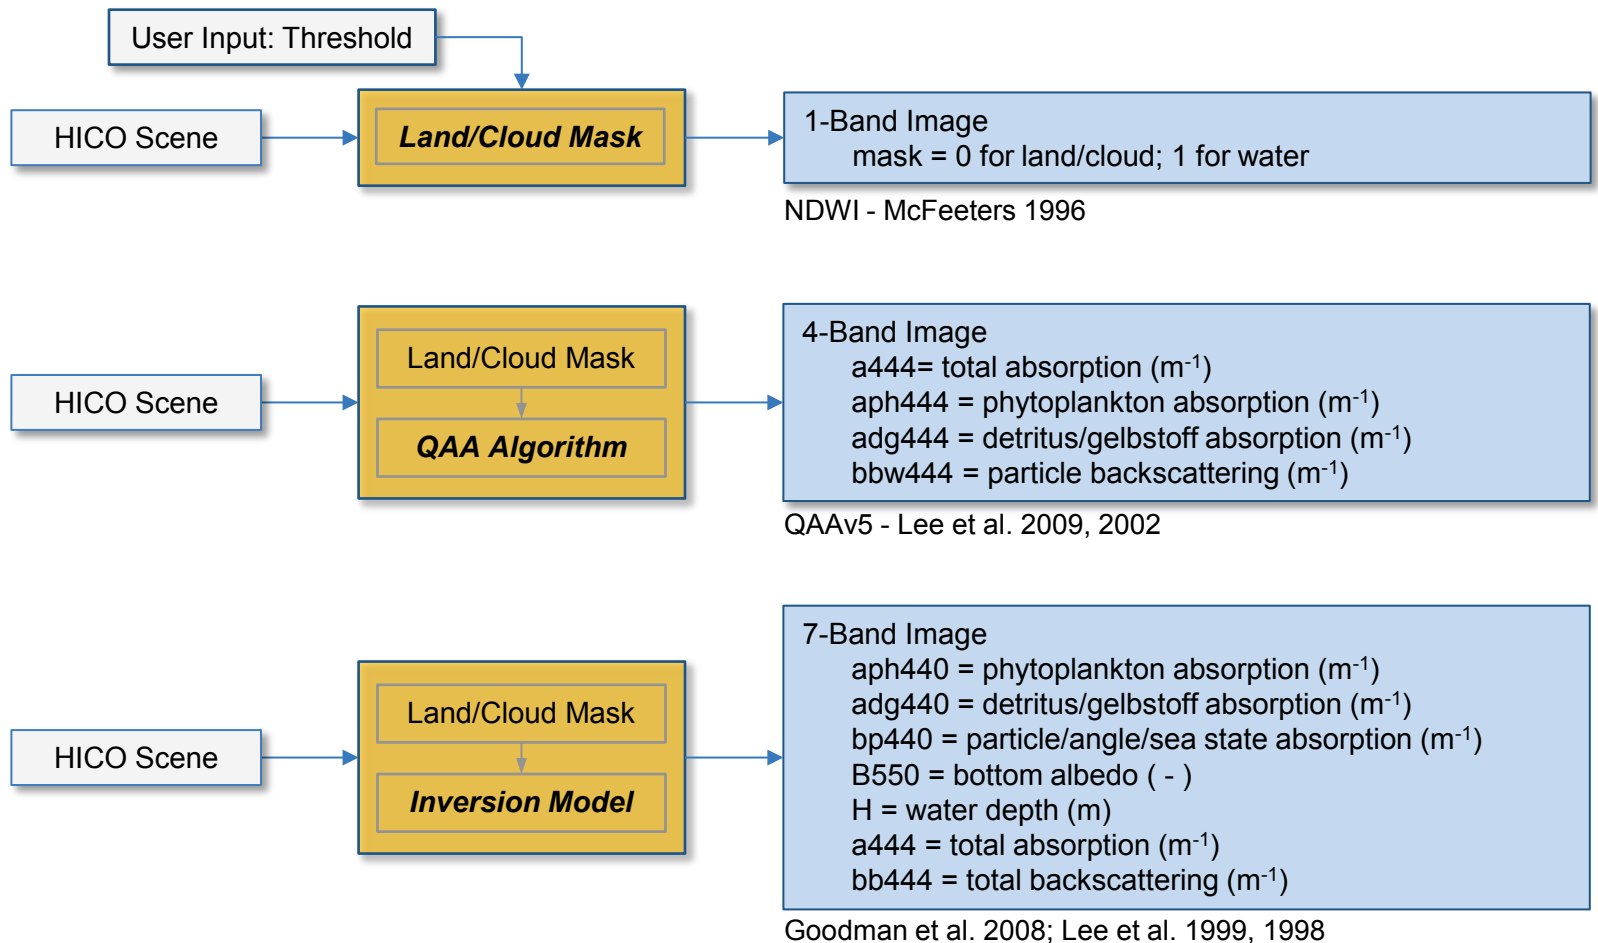 User Input: Threshold
HICO Scene
Land/Cloud Mask
1-Band Image
mask = 0 for land/cloud; 1 for water
NDWI - McFeeters 1996
HICO Scene
Land/Cloud Mask
QAA Algorithm
4-Band Image
a444= total absorption (m⁻¹)
aph444 = phytoplankton absorption (m⁻¹)
adg444 = detritus/gelbstoff absorption (m⁻¹)
bbw444 = particle backscattering (m⁻¹)
QAAv5 - Lee et al. 2009, 2002
HICO Scene
Land/Cloud Mask
Inversion Model
7-Band Image
aph440 = phytoplankton absorption (m⁻¹)
adg440 = detritus/gelbstoff absorption (m⁻¹)
bp440 = particle/angle/sea state absorption (m⁻¹)
B550 = bottom albedo ( - )
H = water depth (m)
a444 = total absorption (m⁻¹)
bb444 = total backscattering (m⁻¹)
Goodman et al. 2008; Lee et al. 1999, 1998